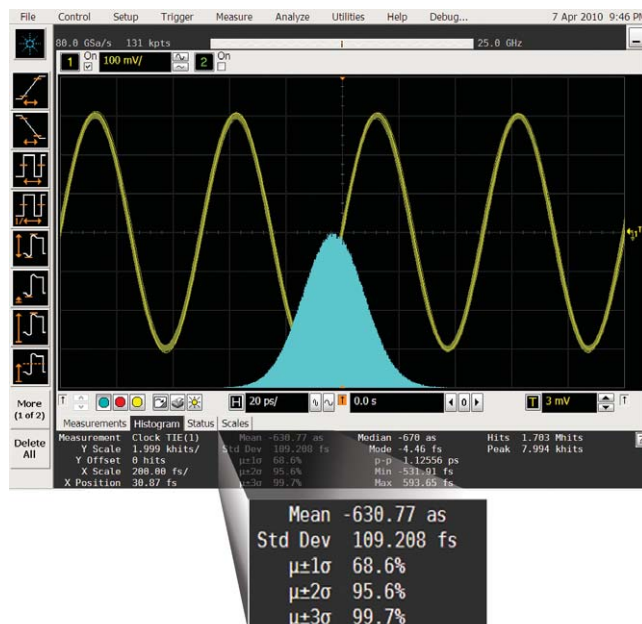 File Control Setup Trigger Measure Analyze Utilities Help Debug... 7 Apr 2010 9:46 PM
80.0 GSa/s 131 kpts 25.0 GHz
1 On 100 mV/ 2 On
T
More
(1 of 2)
Delete
All
T H 20 ps/ T 0.0 s 0 T 3 mV T
Measurements Histogram Status Scales
Measurement Clock TIE(1) Mean -630.77 as Median -670 as Hits 1.703 Mhits
Y Scale 1.999 khits/ Std Dev 109.208 fs Mode -4.46 fs Peak 7.994 khits
Y Offset 0 hits μ±1σ 68.6% p-p 1.12556 ps
X Scale 200.00 fs/ μ±2σ 95.6% Min -531.91 fs
X Position 30.87 fs μ±3σ 99.7% Max 593.65 fs
Mean -630.77 as
Std Dev 109.208 fs
μ±1σ 68.6%
μ±2σ 95.6%
μ±3σ 99.7%